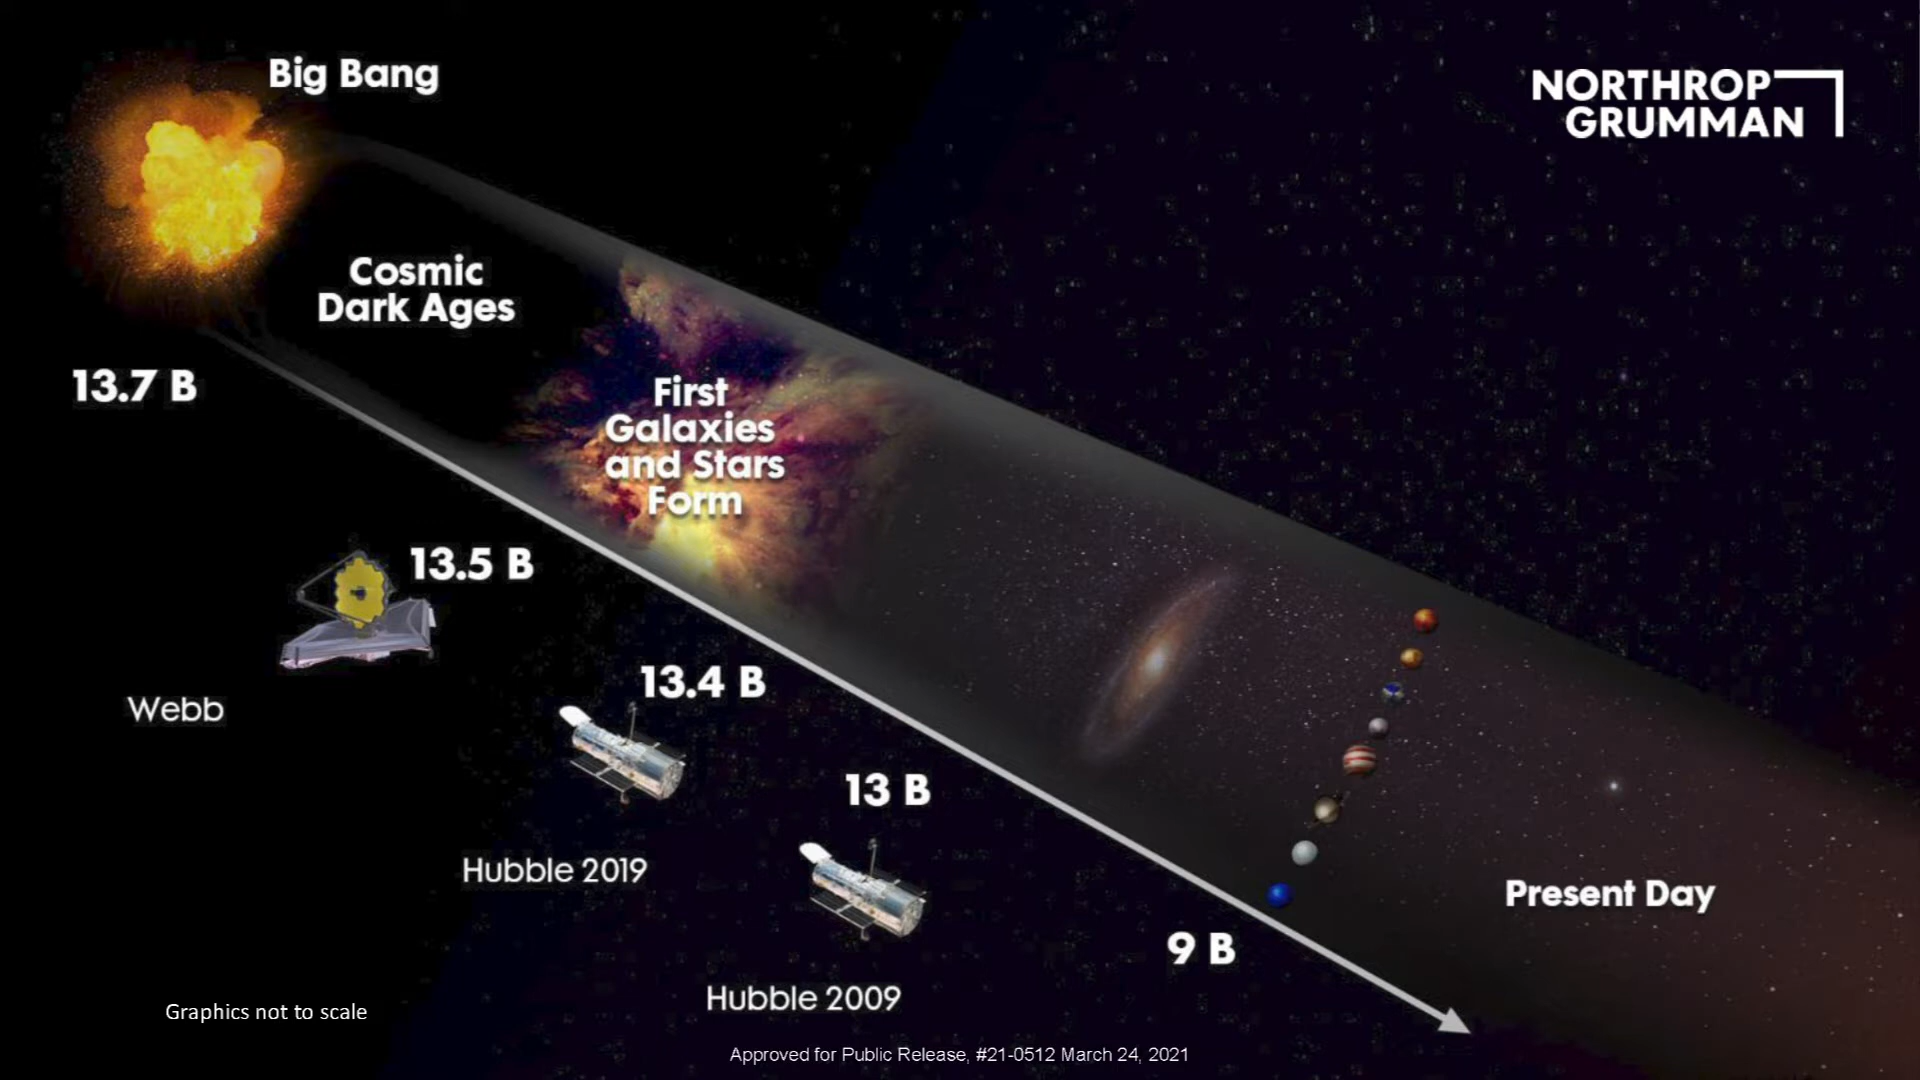 Big Bang
NORTHROP
GRUMMAN
Cosmic
Dark Ages
13.7 B
First
Galaxies
and Stars
Form
13.5 B
Webb
13.4 B
Hubble 2019
13 B
Hubble 2009
9 B
Present Day
Graphics not to scale
Approved for Public Release, #21-0512 March 24, 2021